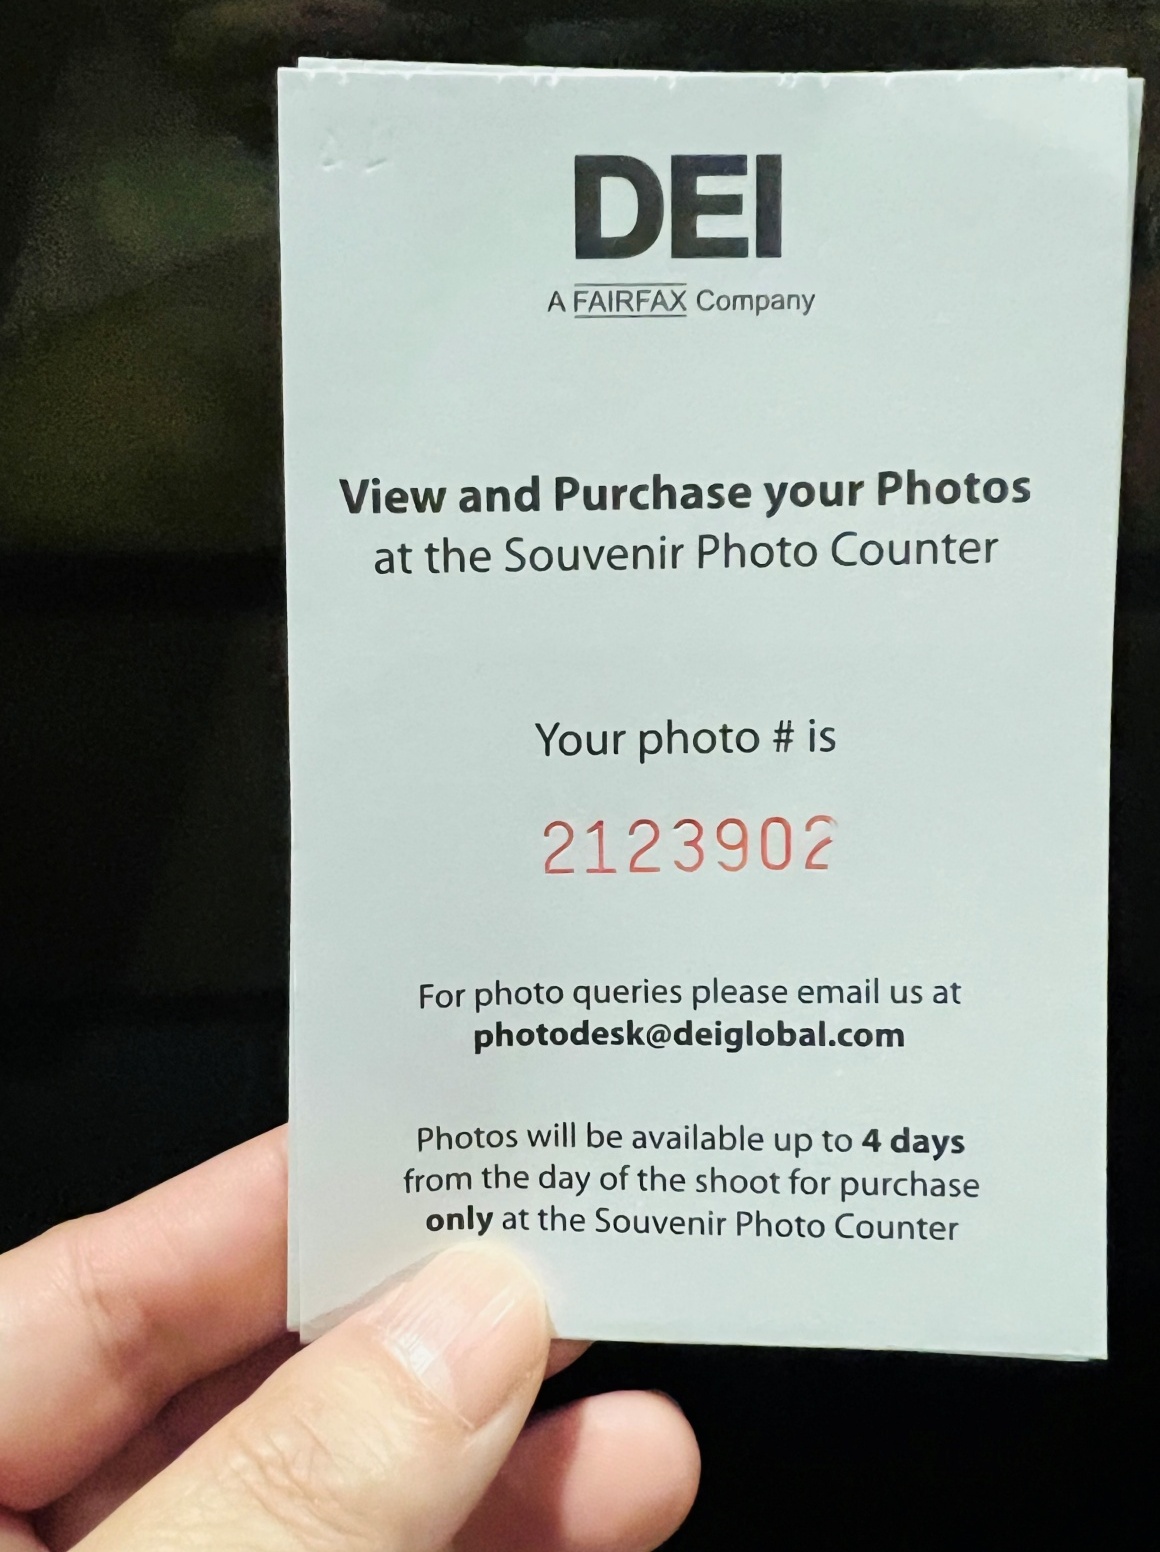 DEI
A FAIRFAX Company
View and Purchase your Photos
at the Souvenir Photo Counter
Your photo # is
2123902
For photo queries please email us at
photodesk@deiglobal.com
Photos will be available up to 4 days
from the day of the shoot for purchase
only at the Souvenir Photo Counter